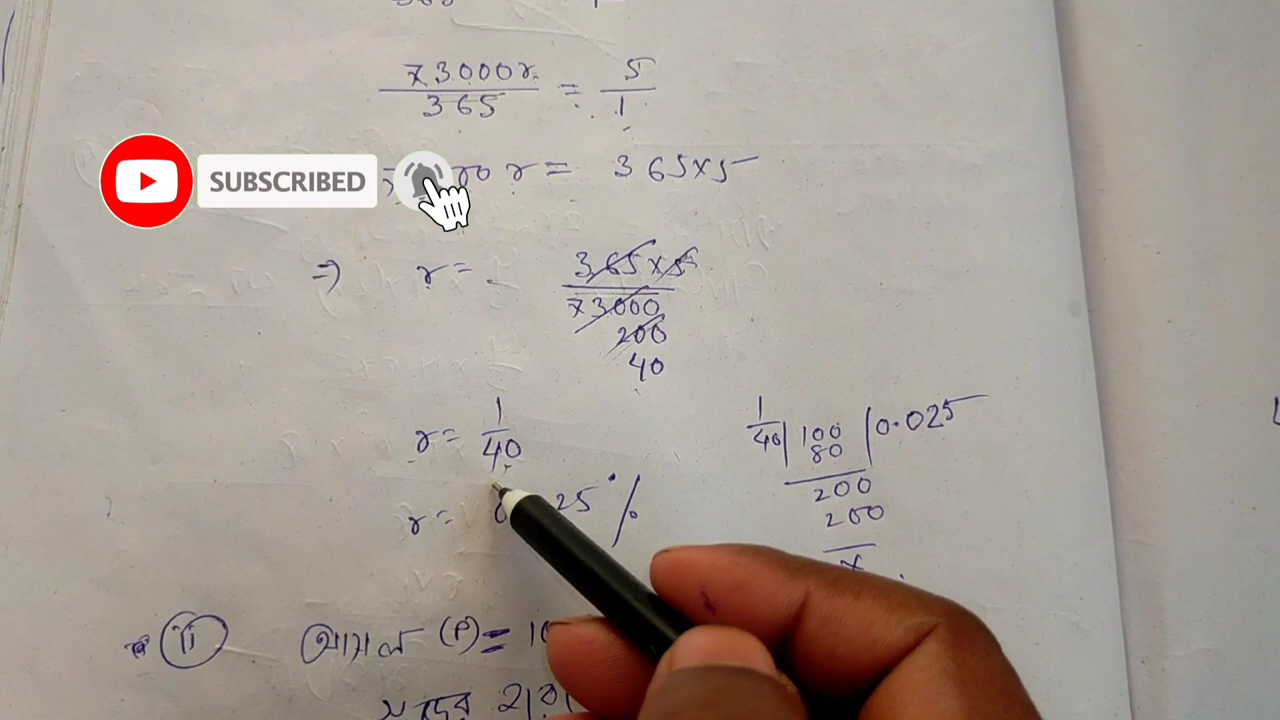 73000r / 365 = 5 / 1
SUBSCRIBED
r = 365×5
⇒ r = 365×5 / 73000
200
40
r = 1/40
1/40 | 100 | 0.025
80
200
200
×
r = 25 %
II আসল (P) = 10
সুদের